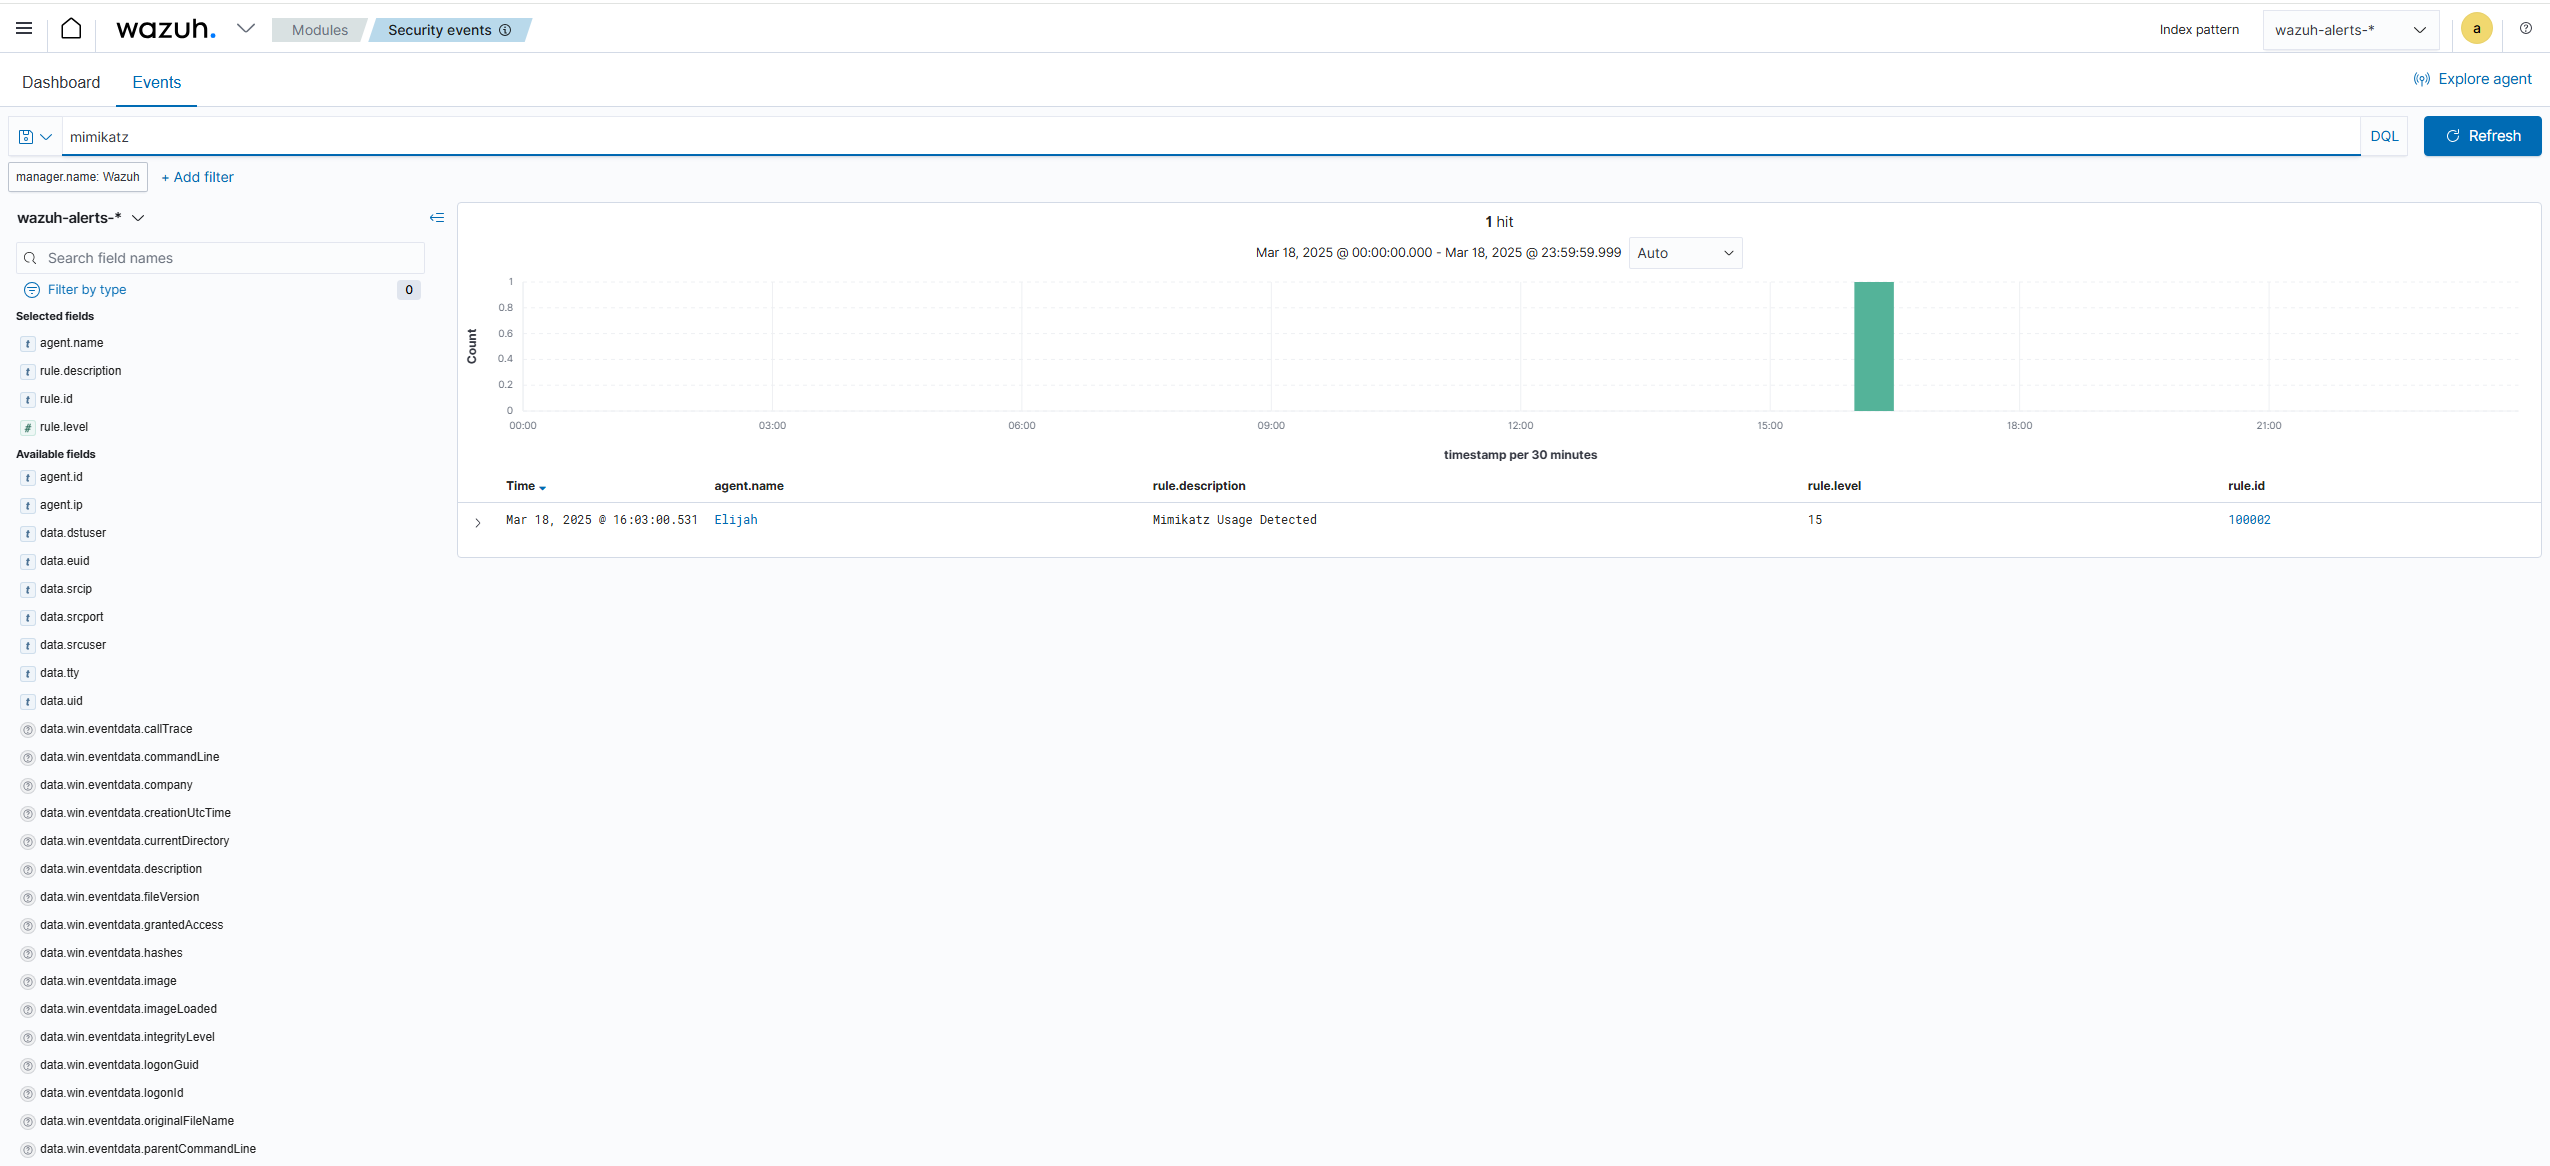 wazuh.
Modules
Security events
Index pattern
wazuh-alerts-*
a
Dashboard
Events
Explore agent
mimikatz
DQL
Refresh
manager.name: Wazuh
+ Add filter
wazuh-alerts-*
Search field names
Filter by type
0
Selected fields
t agent.name
t rule.description
t rule.id
# rule.level
Available fields
t agent.id
t agent.ip
t data.dstuser
t data.euid
t data.srcip
t data.srcport
t data.srcuser
t data.tty
t data.uid
data.win.eventdata.callTrace
data.win.eventdata.commandLine
data.win.eventdata.company
data.win.eventdata.creationUtcTime
data.win.eventdata.currentDirectory
data.win.eventdata.description
data.win.eventdata.fileVersion
data.win.eventdata.grantedAccess
data.win.eventdata.hashes
data.win.eventdata.image
data.win.eventdata.imageLoaded
data.win.eventdata.integrityLevel
data.win.eventdata.logonGuid
data.win.eventdata.logonId
data.win.eventdata.originalFileName
data.win.eventdata.parentCommandLine
1 hit
Mar 18, 2025 @ 00:00:00.000 - Mar 18, 2025 @ 23:59:59.999
Auto
Count
1
0.8
0.6
0.4
0.2
0
00:00 03:00 06:00 09:00 12:00 15:00 18:00 21:00
timestamp per 30 minutes
Time agent.name rule.description rule.level rule.id
Mar 18, 2025 @ 16:03:00.531 Elijah Mimikatz Usage Detected 15 100002